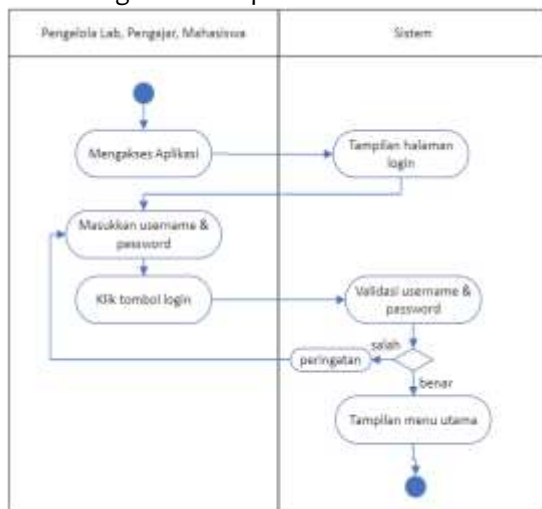 Pengelola Lab, Pengajar, Mahasiswa
Sistem
Mengakses Aplikasi
Tampilan halaman
login
Masukkan username &
password
Klik tombol login
Validasi username &
password
salah
peringatan
benar
Tampilan menu utama